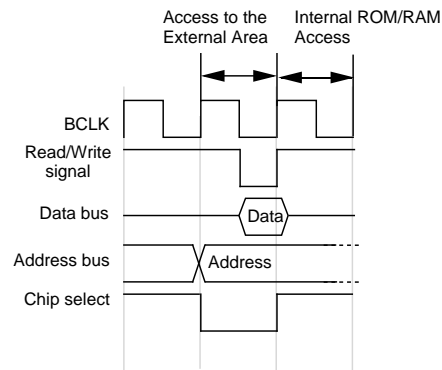 Access to the
External Area
Internal ROM/RAM
Access
BCLK
Read/Write
signal
Data bus
Data
Address bus
Address
Chip select